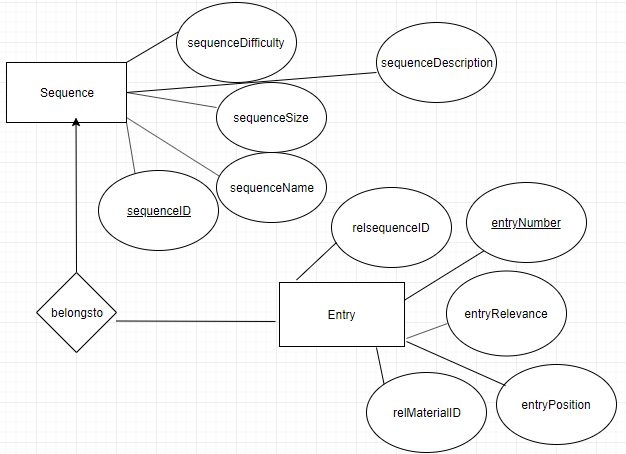 sequenceDifficulty
sequenceDescription
Sequence
sequenceSize
sequenceName
sequenceID
relsequenceID
entryNumber
belongsto
Entry
entryRelevance
relMaterialID
entryPosition